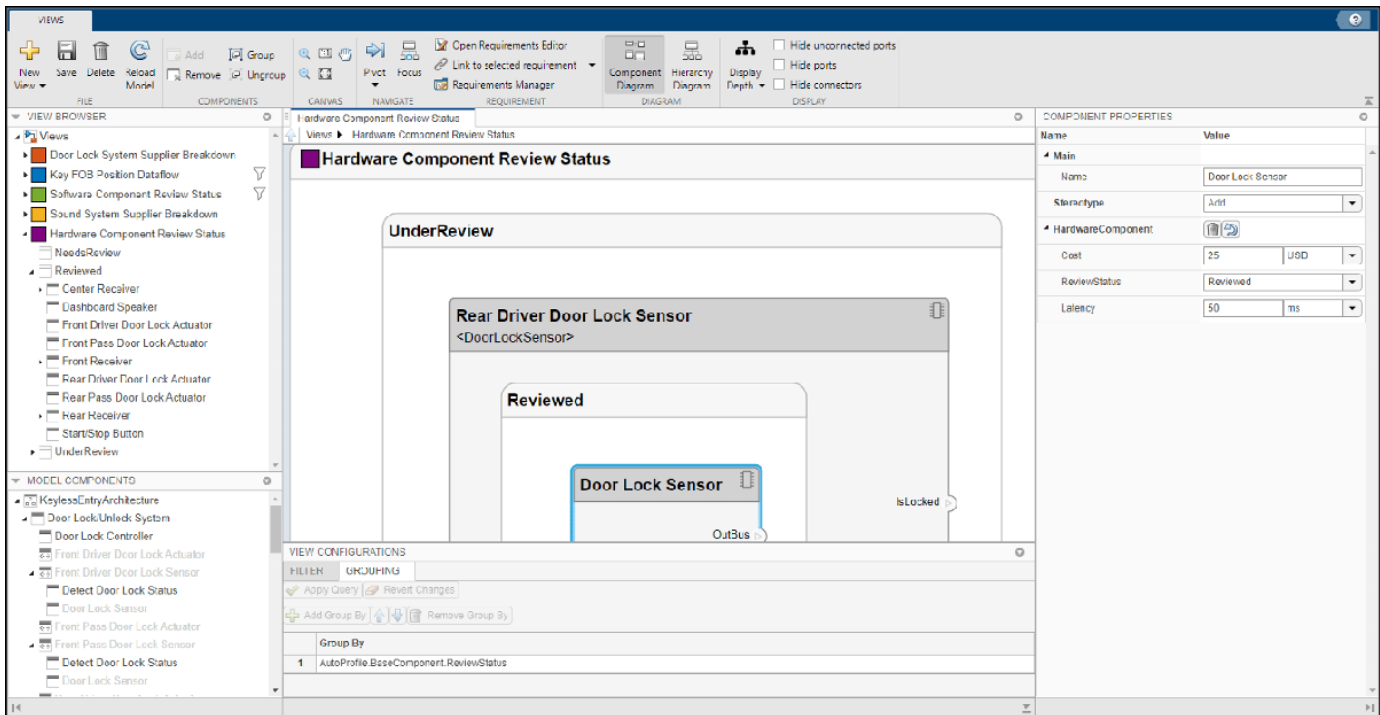 VIEWS
?
New View
Save
Delete
Reload Model
Add
Remove
Group
Ungroup
Pivot
Focus
Open Requirements Editor
Link to selected requirement
Requirements Manager
Component Diagram
Hierarchy Diagram
Display Depth
Hide unconnected ports
Hide ports
Hide connectors
FILE
COMPONENTS
CANVAS
NAVIGATE
REQUIREMENT
DIAGRAM
DISPLAY
VIEW BROWSER
Views
Door Lock System Supplier Breakdown
Key FOB Position Dataflow
Software Component Review Status
Sound System Supplier Breakdown
Hardware Component Review Status
NeedsReview
Reviewed
Center Receiver
Dashboard Speaker
Front Driver Door Lock Actuator
Front Pass Door Lock Actuator
Front Receiver
Rear Driver Door Lock Actuator
Rear Pass Door Lock Actuator
Rear Receiver
Start/Stop Button
UnderReview
MODEL COMPONENTS
KeylessEntryArchitecture
Door Lock/Unlock System
Door Lock Controller
Front Driver Door Lock Actuator
Front Driver Door Lock Sensor
Detect Door Lock Status
Door Lock Sensor
Front Pass Door Lock Actuator
Front Pass Door Lock Sensor
Detect Door Lock Status
Door Lock Sensor
Hardware Component Review Status
Views Hardware Component Review Status
Hardware Component Review Status
UnderReview
Rear Driver Door Lock Sensor
<DoorLockSensor>
Reviewed
Door Lock Sensor
IsLocked
OutBus
VIEW CONFIGURATIONS
FILTER GROUPING
Apply Query Revert Changes
Add Group By Remove Group By
Group By
1 AutoProfile.BaseComponent.ReviewStatus
COMPONENT PROPERTIES
Name Value
Main
Name Door Lock Sensor
Stereotype Add
HardwareComponent
Cost 25 USD
ReviewStatus Reviewed
Latency 50 ms